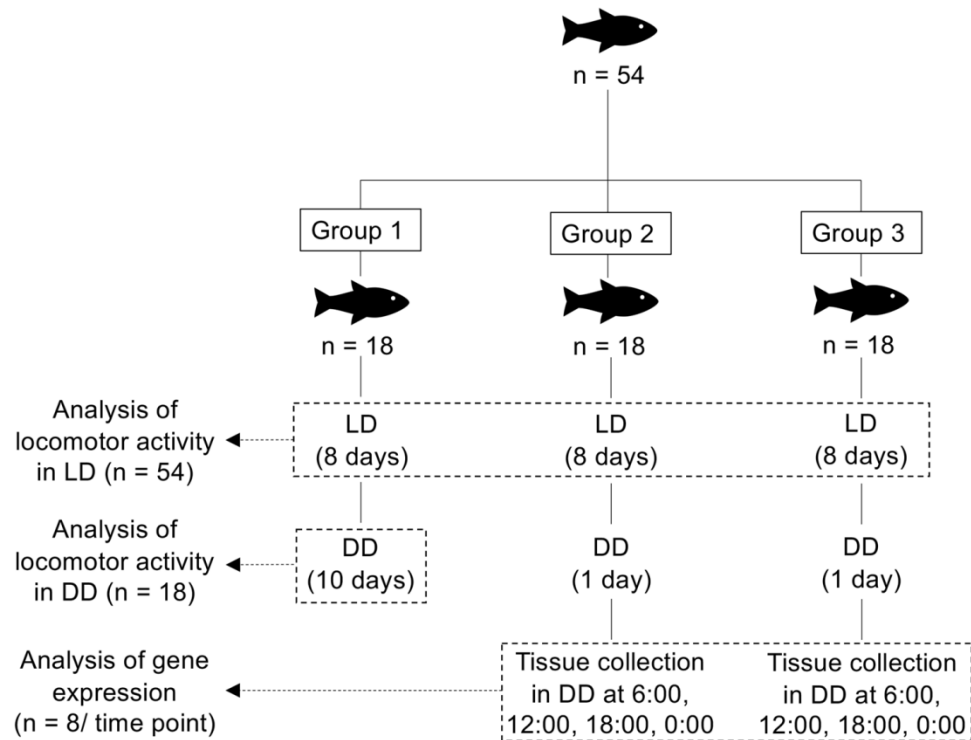 n = 54
Group 1
Group 2
Group 3
n = 18
n = 18
n = 18
Analysis of
locomotor activity
in LD (n = 54)
LD
(8 days)
LD
(8 days)
LD
(8 days)
Analysis of
locomotor activity
in DD (n = 18)
DD
(10 days)
DD
(1 day)
DD
(1 day)
Analysis of gene
expression
(n = 8/ time point)
Tissue collection
in DD at 6:00,
12:00, 18:00, 0:00
Tissue collection
in DD at 6:00,
12:00, 18:00, 0:00